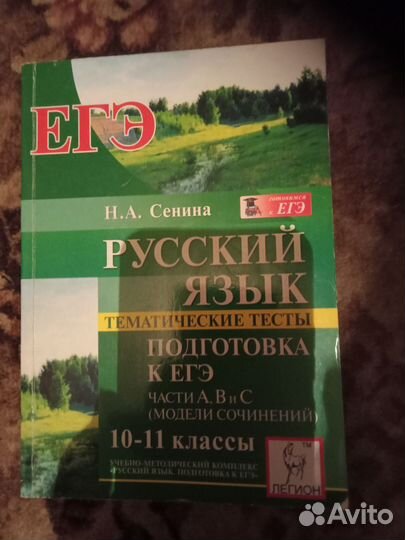 ЕГЭ
Н.А. Сенина
готовимся
к ЕГЭ
РУССКИЙ
ЯЗЫК
ТЕМАТИЧЕСКИЕ ТЕСТЫ
ПОДГОТОВКА
К ЕГЭ
ЧАСТИ А, В и С
(МОДЕЛИ СОЧИНЕНИЙ)
10-11 классы
УЧЕБНО-МЕТОДИЧЕСКИЙ КОМПЛЕКС
«РУССКИЙ ЯЗЫК. ПОДГОТОВКА К ЕГЭ»
TM
ЛЕГИОН
Avito